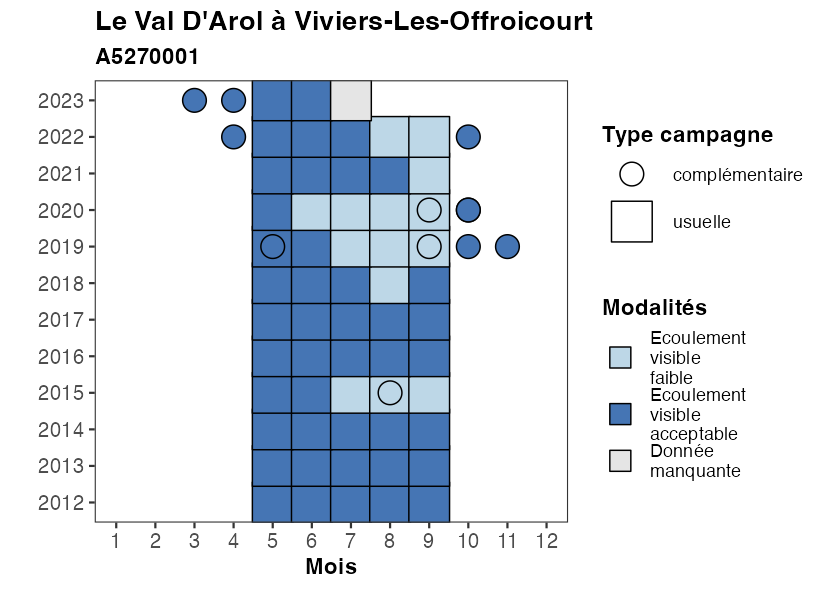 Le Val D'Arol à Viviers-Les-Offroicourt
A5270001
2023
2022
2021
2020
2019
2018
2017
2016
2015
2014
2013
2012
1 2 3 4 5 6 7 8 9 10 11 12
Mois
Type campagne
complémentaire
usuelle
Modalités
Ecoulement
visible
faible
Ecoulement
visible
acceptable
Donnée
manquante